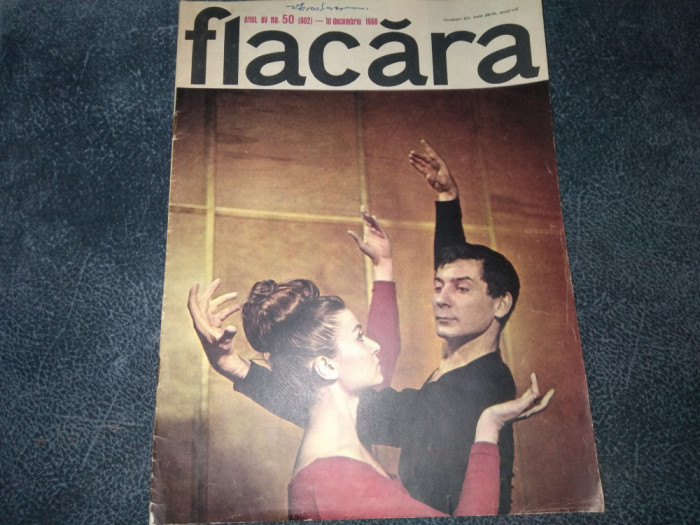 ANUL XV NR. 50 (602) — 10 decembrie 1966
flacăra